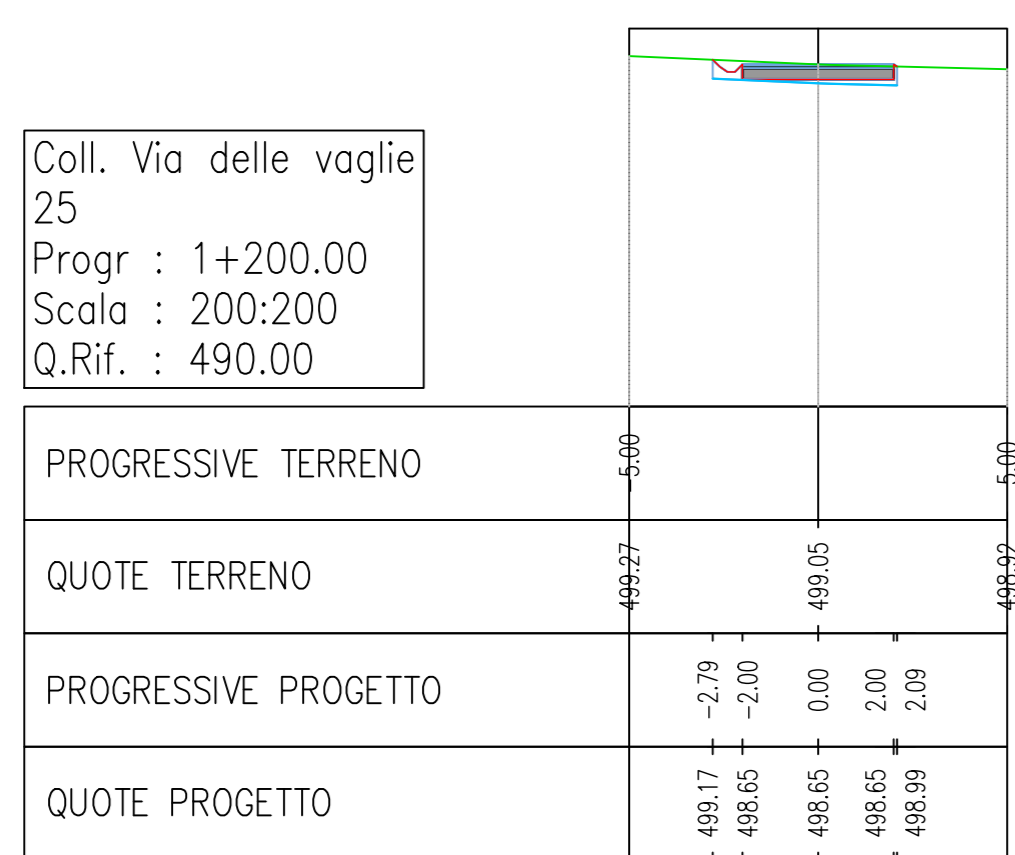 Coll. Via delle vaglie
25
Progr : 1+200.00
Scala : 200:200
Q.Rif. : 490.00
PROGRESSIVE TERRENO
-5.00
5.00
QUOTE TERRENO
499.27
499.05
498.92
PROGRESSIVE PROGETTO
-2.79
-2.00
0.00
2.00
2.09
QUOTE PROGETTO
499.17
498.65
498.65
498.65
498.99